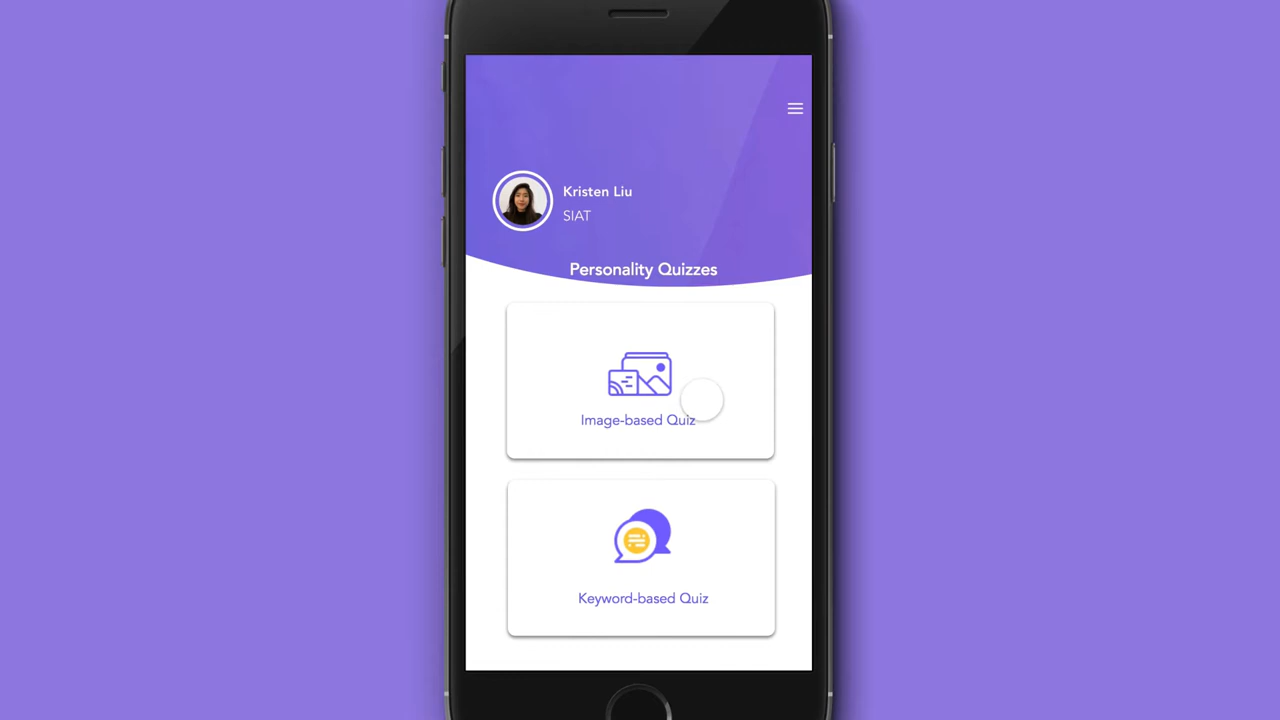 Kristen Liu
SIAT
Personality Quizzes
Image-based Quiz
Keyword-based Quiz